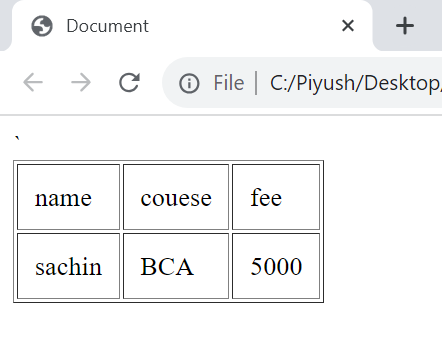 Document
File | C:/Piyush/Desktop/
`
name couese fee
sachin BCA 5000